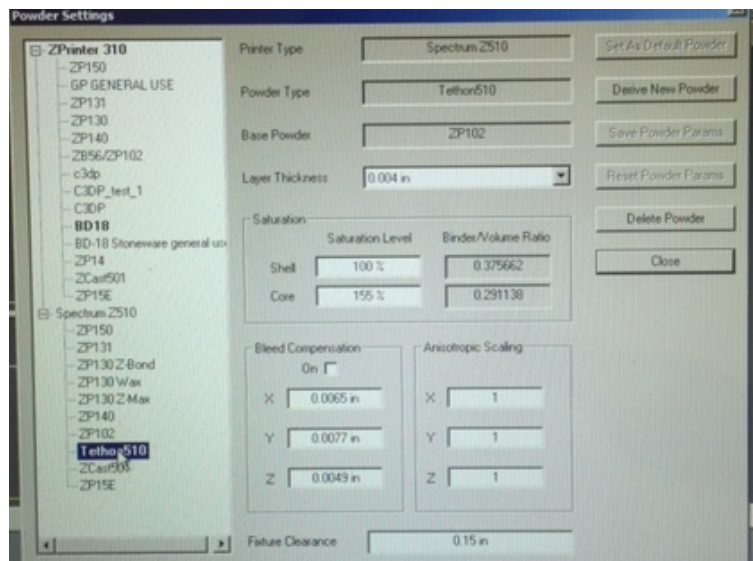 Powder Settings
ZPrinter 310
ZP150
GP GENERAL USE
ZP131
ZP130
ZP140
ZB56/ZP102
c3dp
C3DP_test_1
C3DP
BD18
BD-18 Stoneware general
ZP14
ZCast501
ZP15E
Spectrum Z510
ZP150
ZP131
ZP130 Z-Bond
ZP130 Wax
ZP130 Z-Max
ZP140
ZP102
Tethon510
ZP15E
Printer Type Spectrum Z510
Powder Type Tethon510
Base Powder ZP102
Layer Thickness 0.004 in
Saturation
Saturation Level Binder/Volume Ratio
Shell 100 % 0.375662
Core 155 % 0.291138
Bleed Compensation
On
X 0.0065 in
Y 0.0077 in
Z 0.0049 in
Anisotropic Scaling
X 1
Y 1
Z 1
Fixture Clearance 0.15 in
Set As Default Powder
Derive New Powder
Save Powder Params
Reset Powder Params
Delete Powder
Close